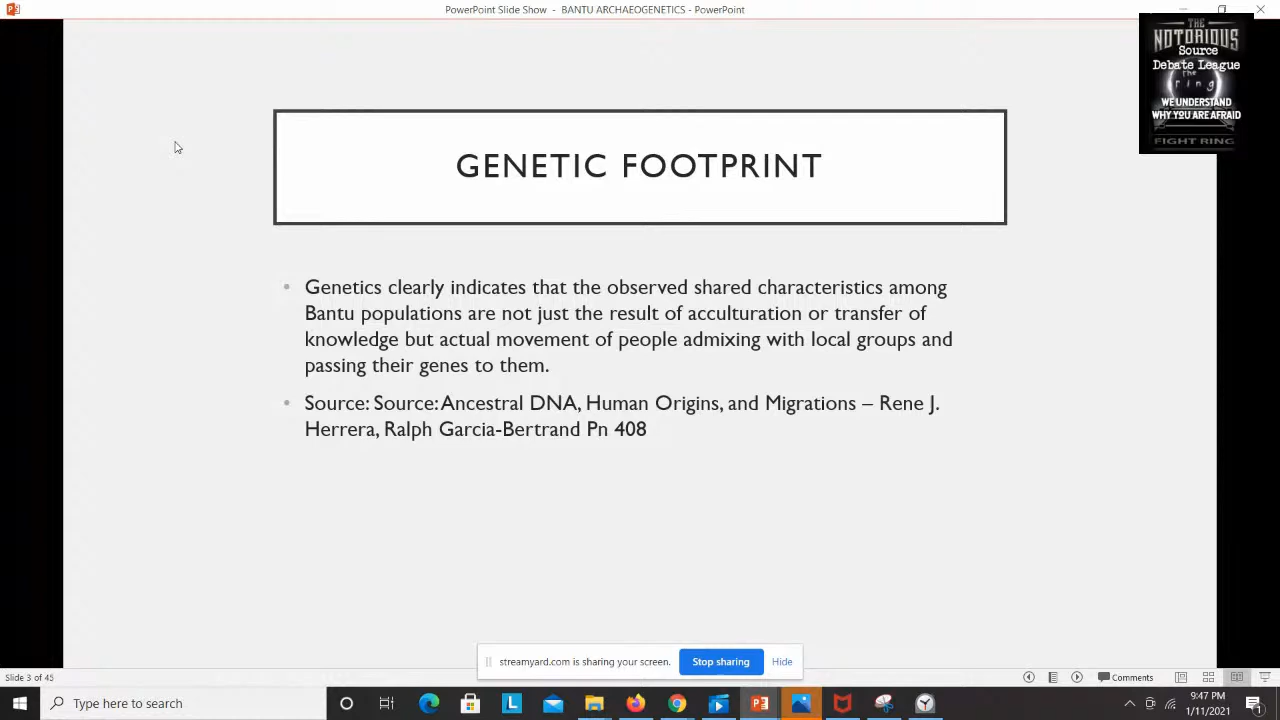 PowerPoint Slide Show - BANTU ARCHAEOGENETICS - PowerPoint
THE
NOTORIOUS
Source
Debate League
the
ring
WE UNDERSTAND
WHY YOU ARE AFRAID
FIGHT RING
GENETIC FOOTPRINT
• Genetics clearly indicates that the observed shared characteristics among
Bantu populations are not just the result of acculturation or transfer of
knowledge but actual movement of people admixing with local groups and
passing their genes to them.
• Source: Source: Ancestral DNA, Human Origins, and Migrations – Rene J.
Herrera, Ralph Garcia-Bertrand Pn 408
streamyard.com is sharing your screen.
Stop sharing
Hide
Slide 3 of 45
Comments
Type here to search
9:47 PM
1/11/2021
1